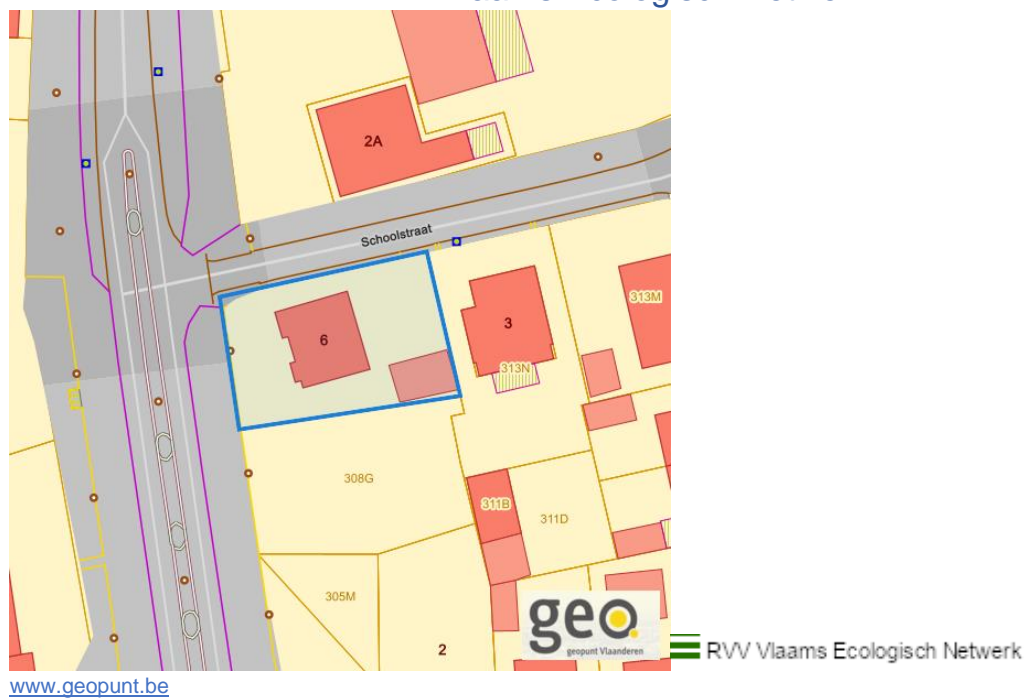 2A
Schoolstraat
6
3
313M
313N
308G
311B
311D
305M
2
geo.
geopunt Vlaanderen
RVV Vlaams Ecologisch Netwerk
www.geopunt.be